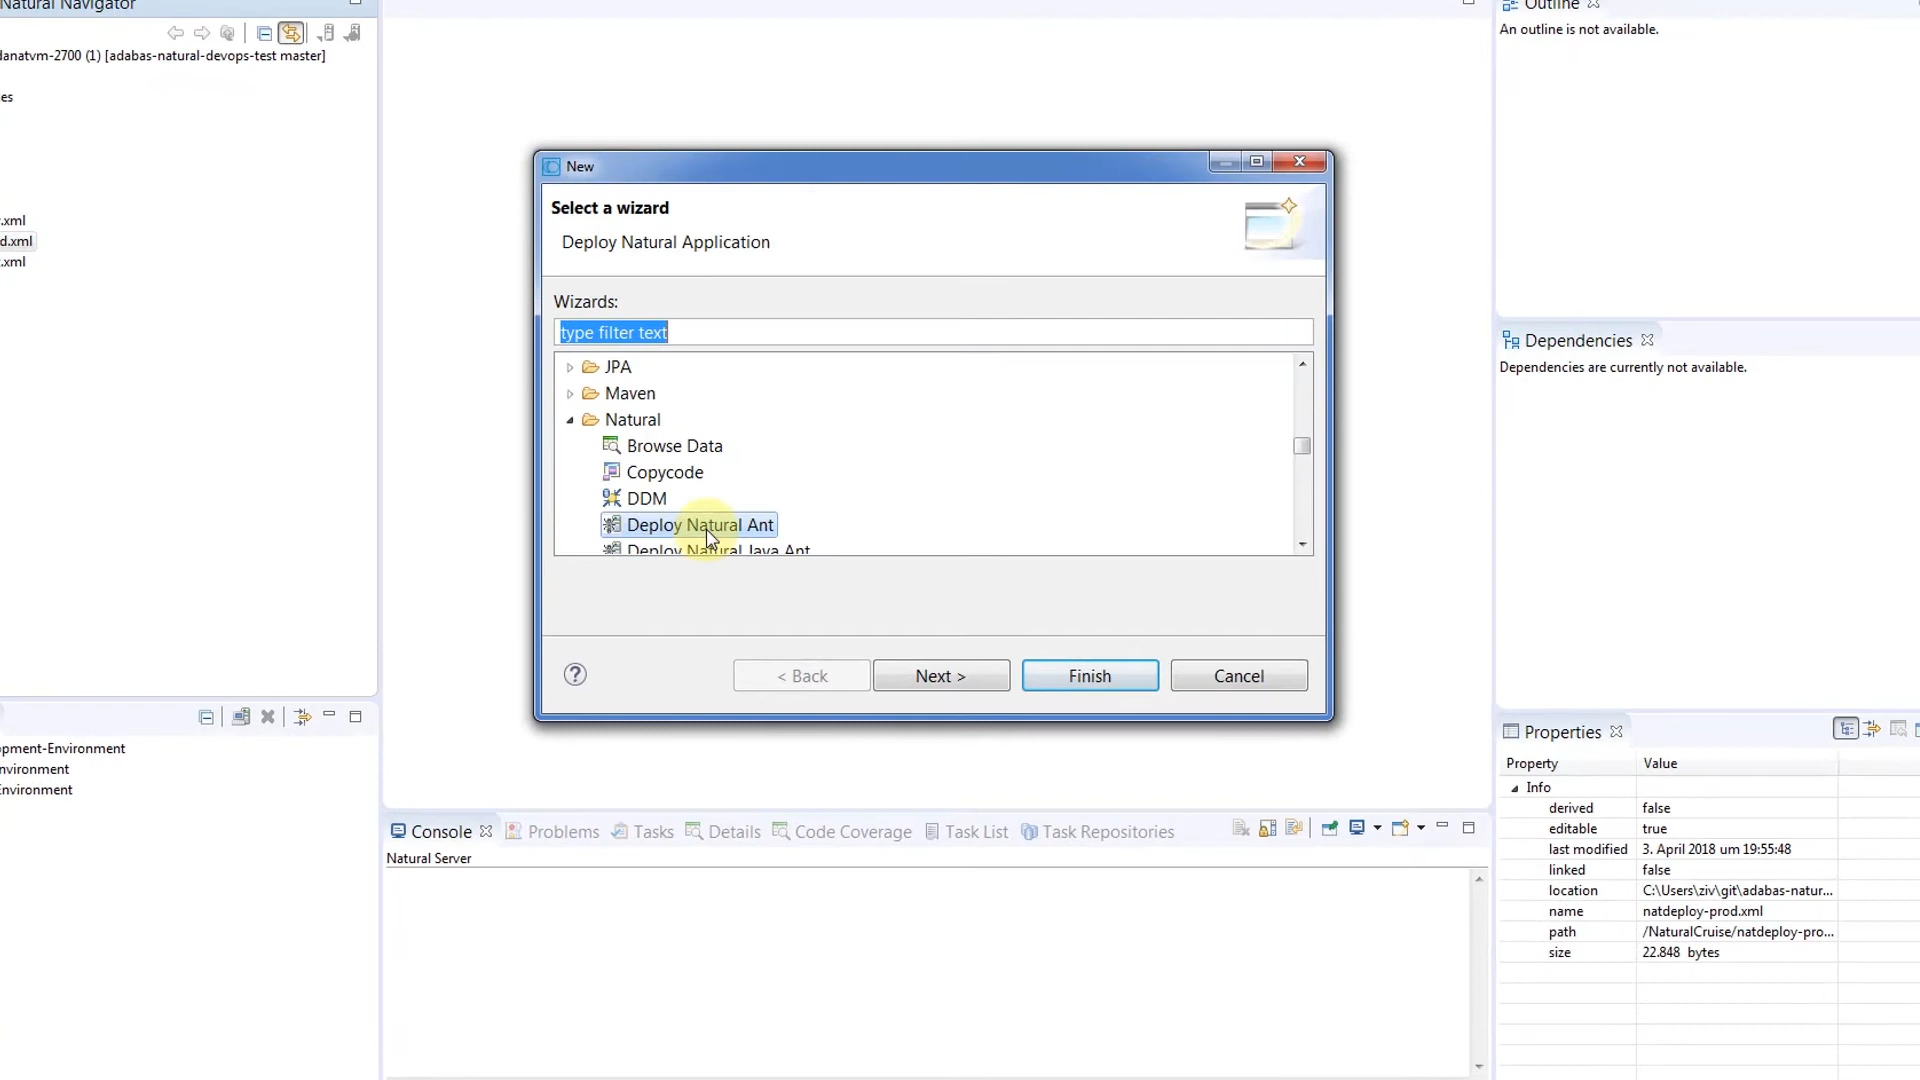 Natural Navigator
danatvm-2700 (1) [adabas-natural-devops-test master]
es
.xml
d.xml
.xml
opment-Environment
nvironment
Environment
New
Select a wizard
Deploy Natural Application
Wizards:
type filter text
JPA
Maven
Natural
Browse Data
Copycode
DDM
Deploy Natural Ant
Deploy Natural Java Ant
?
< Back
Next >
Finish
Cancel
Console
Problems
Tasks
Details
Code Coverage
Task List
Task Repositories
Natural Server
Outline
An outline is not available.
Dependencies
Dependencies are currently not available.
Properties
Property Value
Info
derived false
editable true
last modified 3. April 2018 um 19:55:48
linked false
location C:\Users\ziv\git\adabas-natur...
name natdeploy-prod.xml
path /NaturalCruise/natdeploy-pro...
size 22.848 bytes